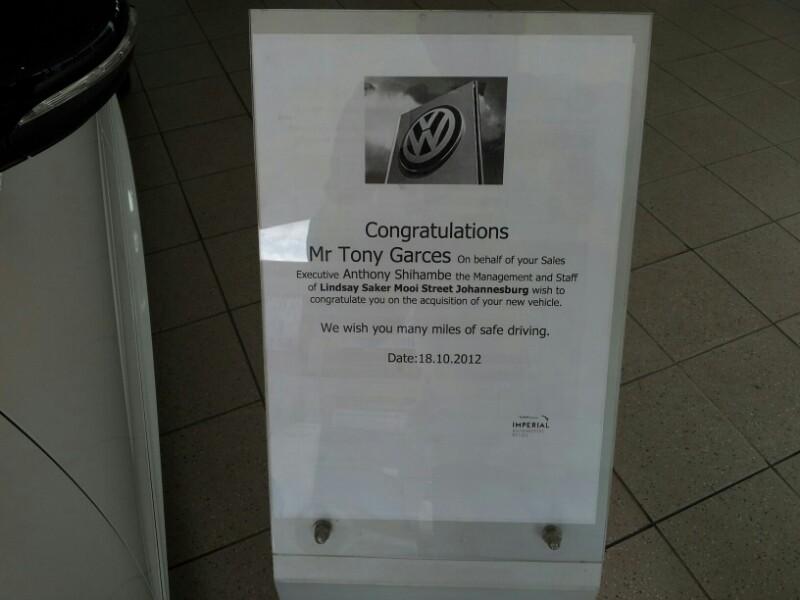 Congratulations
Mr Tony Garces On behalf of your Sales
Executive Anthony Shihambe the Management and Staff
of Lindsay Saker Mooi Street Johannesburg wish to
congratulate you on the acquisition of your new vehicle.
We wish you many miles of safe driving.
Date:18.10.2012
IMPERIAL